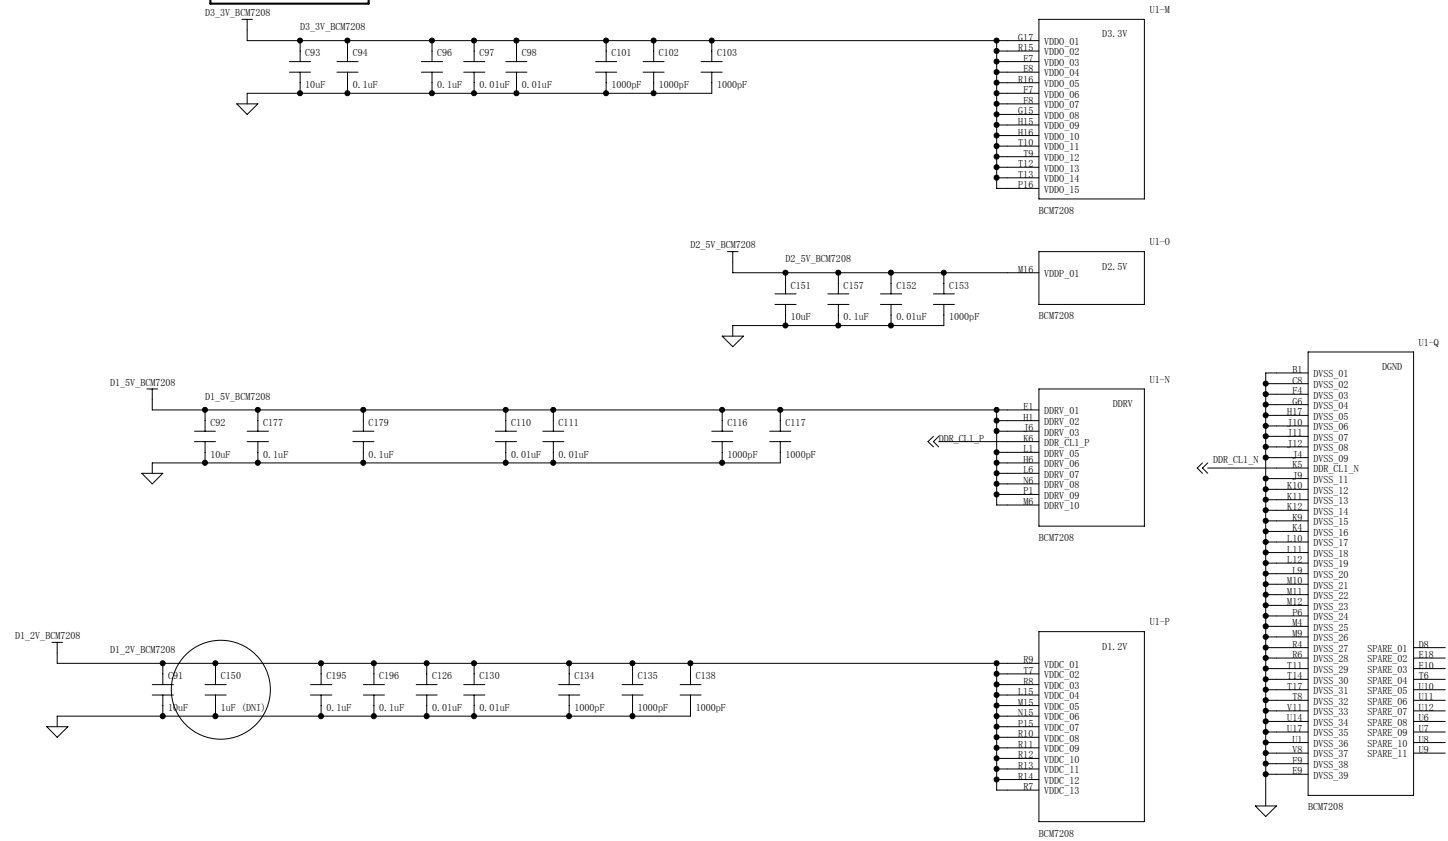 D3_3V_BCM7208
D3_3V_BCM7208
C93
C94
C96
C97
C98
C101
C102
C103
10uF
0.1uF
0.1uF
0.01uF
0.01uF
1000pF
1000pF
1000pF
U1-M
D3.3V
G17 VDDO_01
R15 VDDO_02
E7 VDDO_03
E8 VDDO_04
R16 VDDO_05
F7 VDDO_06
F8 VDDO_07
G15 VDDO_08
H15 VDDO_09
H16 VDDO_10
T10 VDDO_11
T9 VDDO_12
T12 VDDO_13
T13 VDDO_14
P16 VDDO_15
BCM7208
D2_5V_BCM7208
D2_5V_BCM7208
C151
C157
C152
C153
10uF
0.1uF
0.01uF
1000pF
U1-O
D2.5V
M16 VDDP_01
BCM7208
D1_5V_BCM7208
D1_5V_BCM7208
C92
C177
C179
C110
C111
C116
C117
10uF
0.1uF
0.1uF
0.01uF
0.01uF
1000pF
1000pF
U1-N
DDRV
E1 DDRV_01
H1 DDRV_02
J6 DDRV_03
DDR_CL1_P K6 DDR_CL1_P
L1 DDRV_05
H6 DDRV_06
L6 DDRV_07
N6 DDRV_08
P1 DDRV_09
M6 DDRV_10
BCM7208
D1_2V_BCM7208
D1_2V_BCM7208
C91
C150
C195
C196
C126
C130
C134
C135
C138
10uF
1uF (DNI)
0.1uF
0.1uF
0.01uF
0.01uF
1000pF
1000pF
1000pF
U1-P
D1.2V
R9 VDDC_01
T7 VDDC_02
R8 VDDC_03
L15 VDDC_04
M15 VDDC_05
N15 VDDC_06
P15 VDDC_07
R10 VDDC_08
R11 VDDC_09
R12 VDDC_10
R13 VDDC_11
R14 VDDC_12
R7 VDDC_13
BCM7208
U1-Q
DGND
B1 DVSS_01
C8 DVSS_02
F4 DVSS_03
G6 DVSS_04
H17 DVSS_05
J10 DVSS_06
J11 DVSS_07
J12 DVSS_08
J4 DVSS_09
DDR_CL1_N K5 DDR_CL1_N
J9 DVSS_11
K10 DVSS_12
K11 DVSS_13
K12 DVSS_14
K9 DVSS_15
K4 DVSS_16
L10 DVSS_17
L11 DVSS_18
L12 DVSS_19
L9 DVSS_20
M10 DVSS_21
M11 DVSS_22
M12 DVSS_23
P6 DVSS_24
M4 DVSS_25
M9 DVSS_26
R4 DVSS_27 SPARE_01 D8
R6 DVSS_28 SPARE_02 E18
T11 DVSS_29 SPARE_03 E10
T14 DVSS_30 SPARE_04 T6
T17 DVSS_31 SPARE_05 U10
T8 DVSS_32 SPARE_06 U11
V11 DVSS_33 SPARE_07 U12
U14 DVSS_34 SPARE_08 U6
U17 DVSS_35 SPARE_09 U7
U1 DVSS_36 SPARE_10 U8
V8 DVSS_37 SPARE_11 U9
F9 DVSS_38
E9 DVSS_39
BCM7208